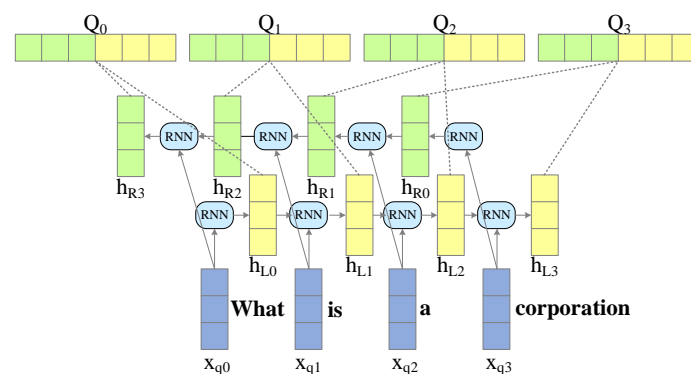 Q0 Q1 Q2 Q3
RNN RNN RNN RNN
hR3 hR2 hR1 hR0
RNN RNN RNN RNN
hL0 hL1 hL2 hL3
What is a corporation
xq0 xq1 xq2 xq3